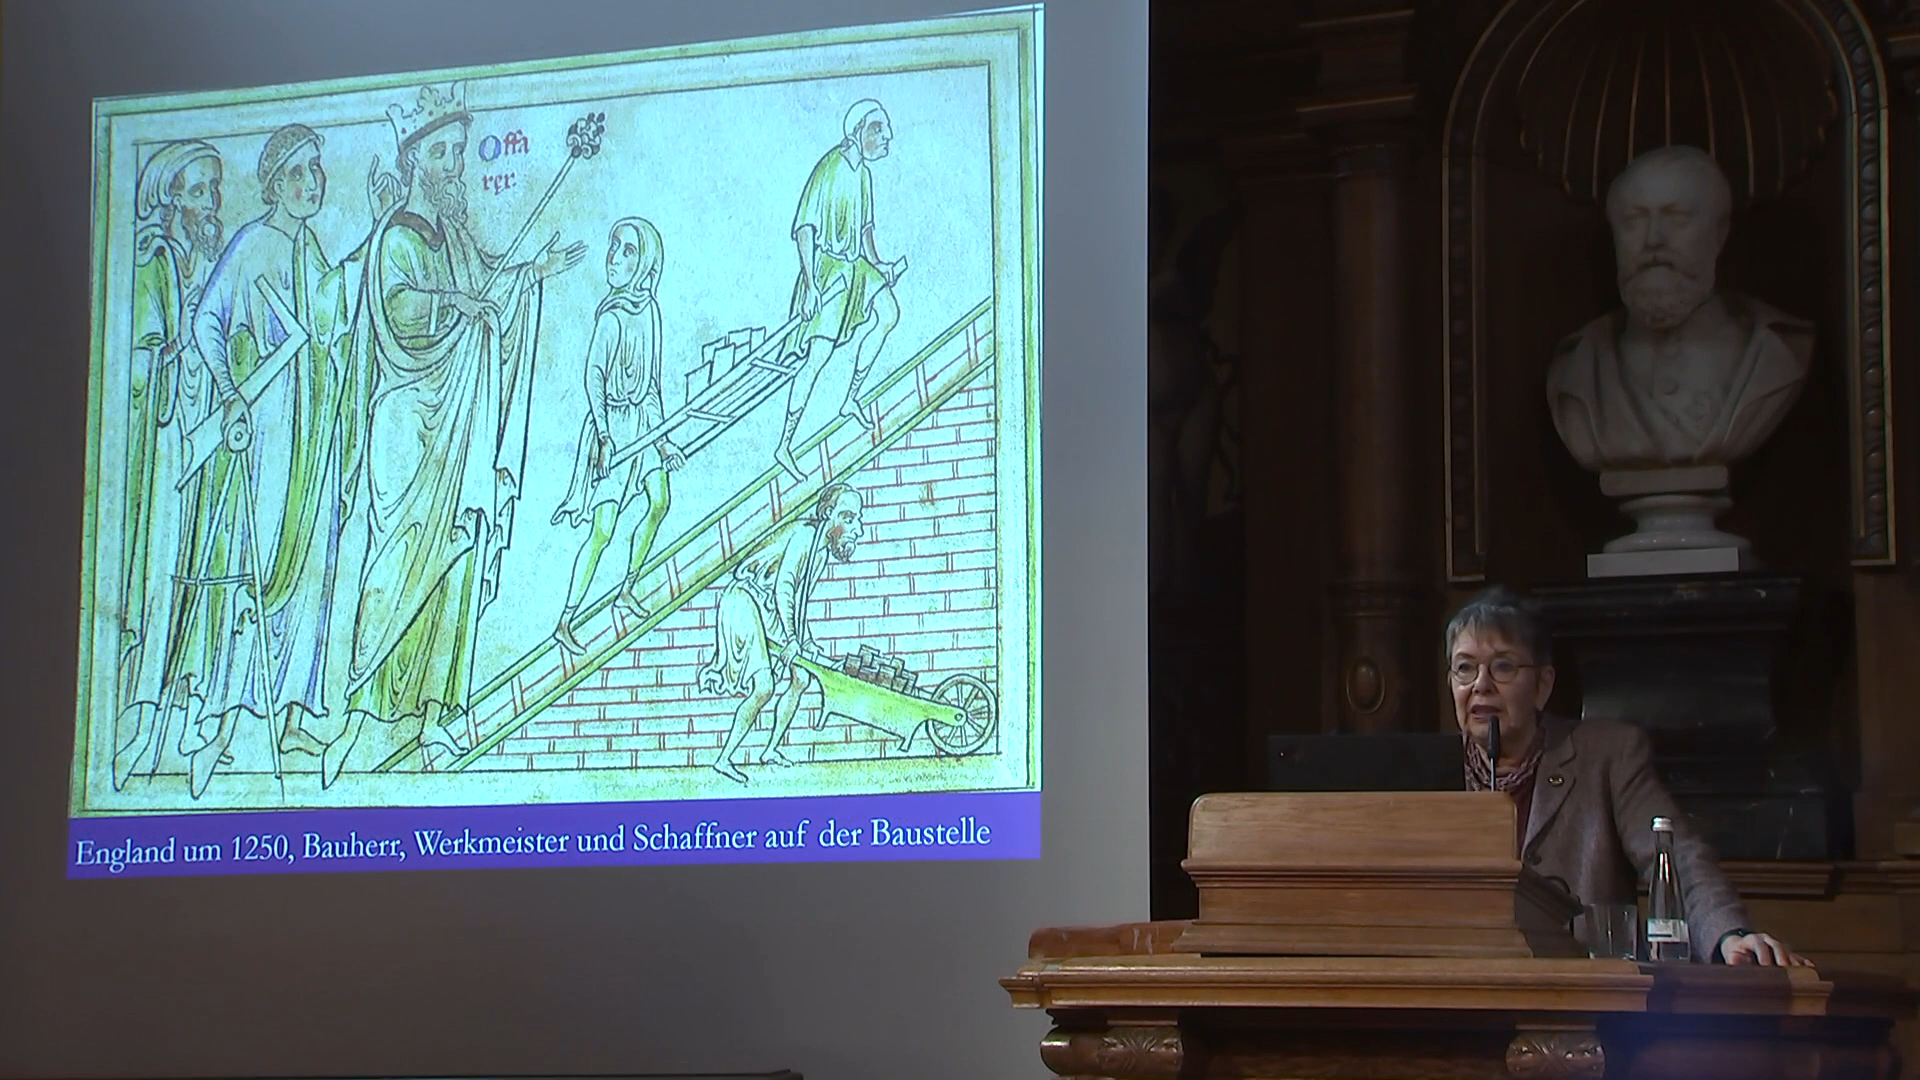 Offa
rex
England um 1250, Bauherr, Werkmeister und Schaffner auf der Baustelle